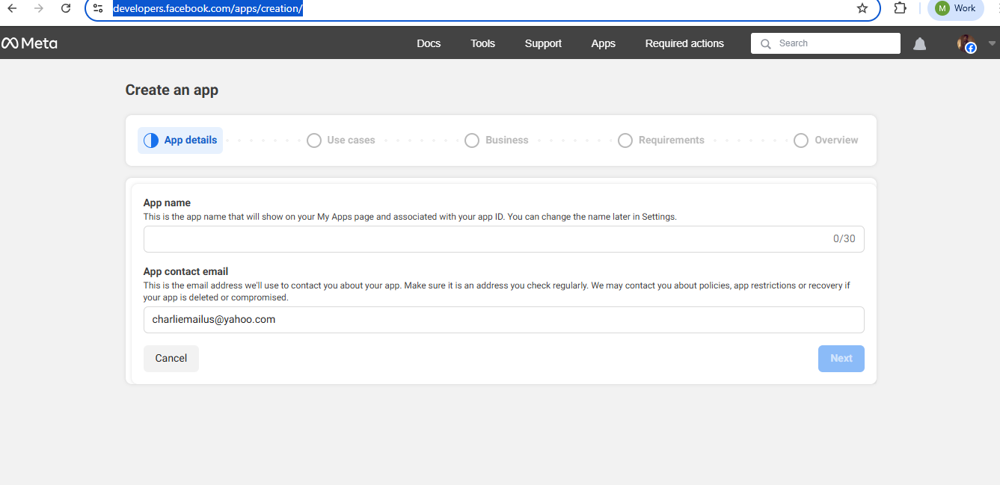 developers.facebook.com/apps/creation/
M Work
Meta
Docs Tools Support Apps Required actions Search
Create an app
App details Use cases Business Requirements Overview
App name
This is the app name that will show on your My Apps page and associated with your app ID. You can change the name later in Settings.
0/30
App contact email
This is the email address we'll use to contact you about your app. Make sure it is an address you check regularly. We may contact you about policies, app restrictions or recovery if
your app is deleted or compromised.
charliemailus@yahoo.com
Cancel Next